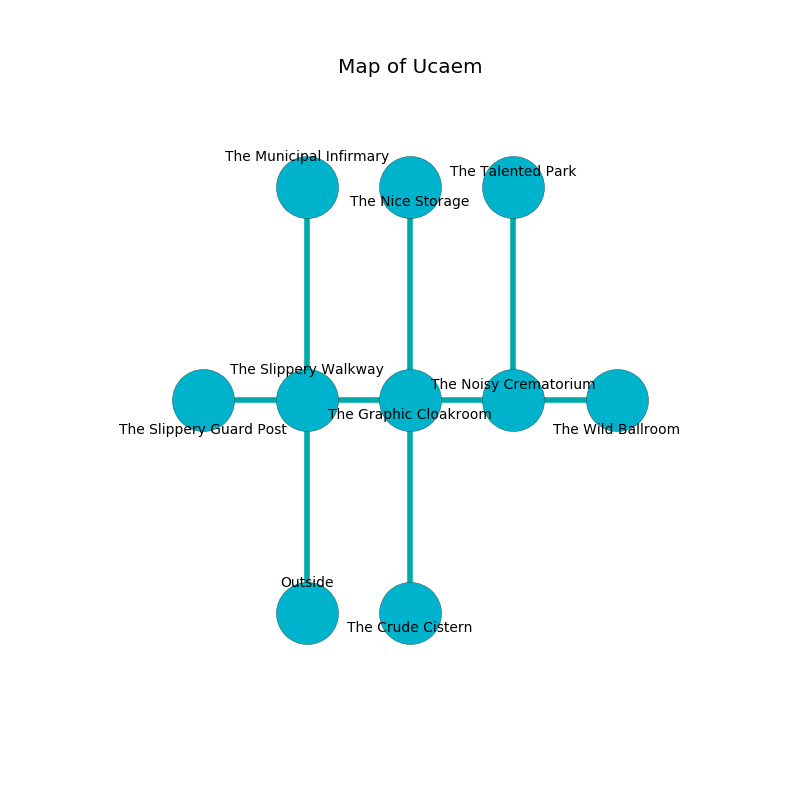 Map of Ucaem
The Municipal Infirmary
The Talented Park
The Nice Storage
The Slippery Walkway
The Noisy Crematorium
The Graphic Cloakroom
The Slippery Guard Post
The Wild Ballroom
Outside
The Crude Cistern